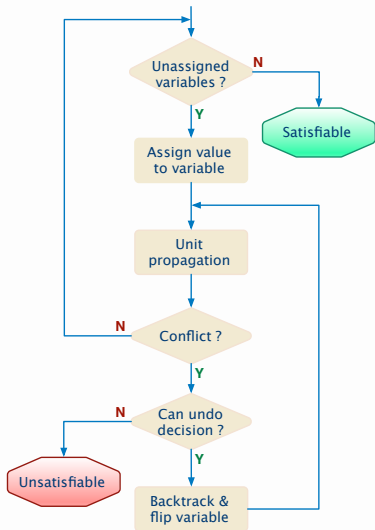 Unassigned
variables ?
N
Y
Satisfiable
Assign value
to variable
Unit
propagation
N
Conflict ?
Y
N
Can undo
decision ?
Y
Unsatisfiable
Backtrack &
flip variable